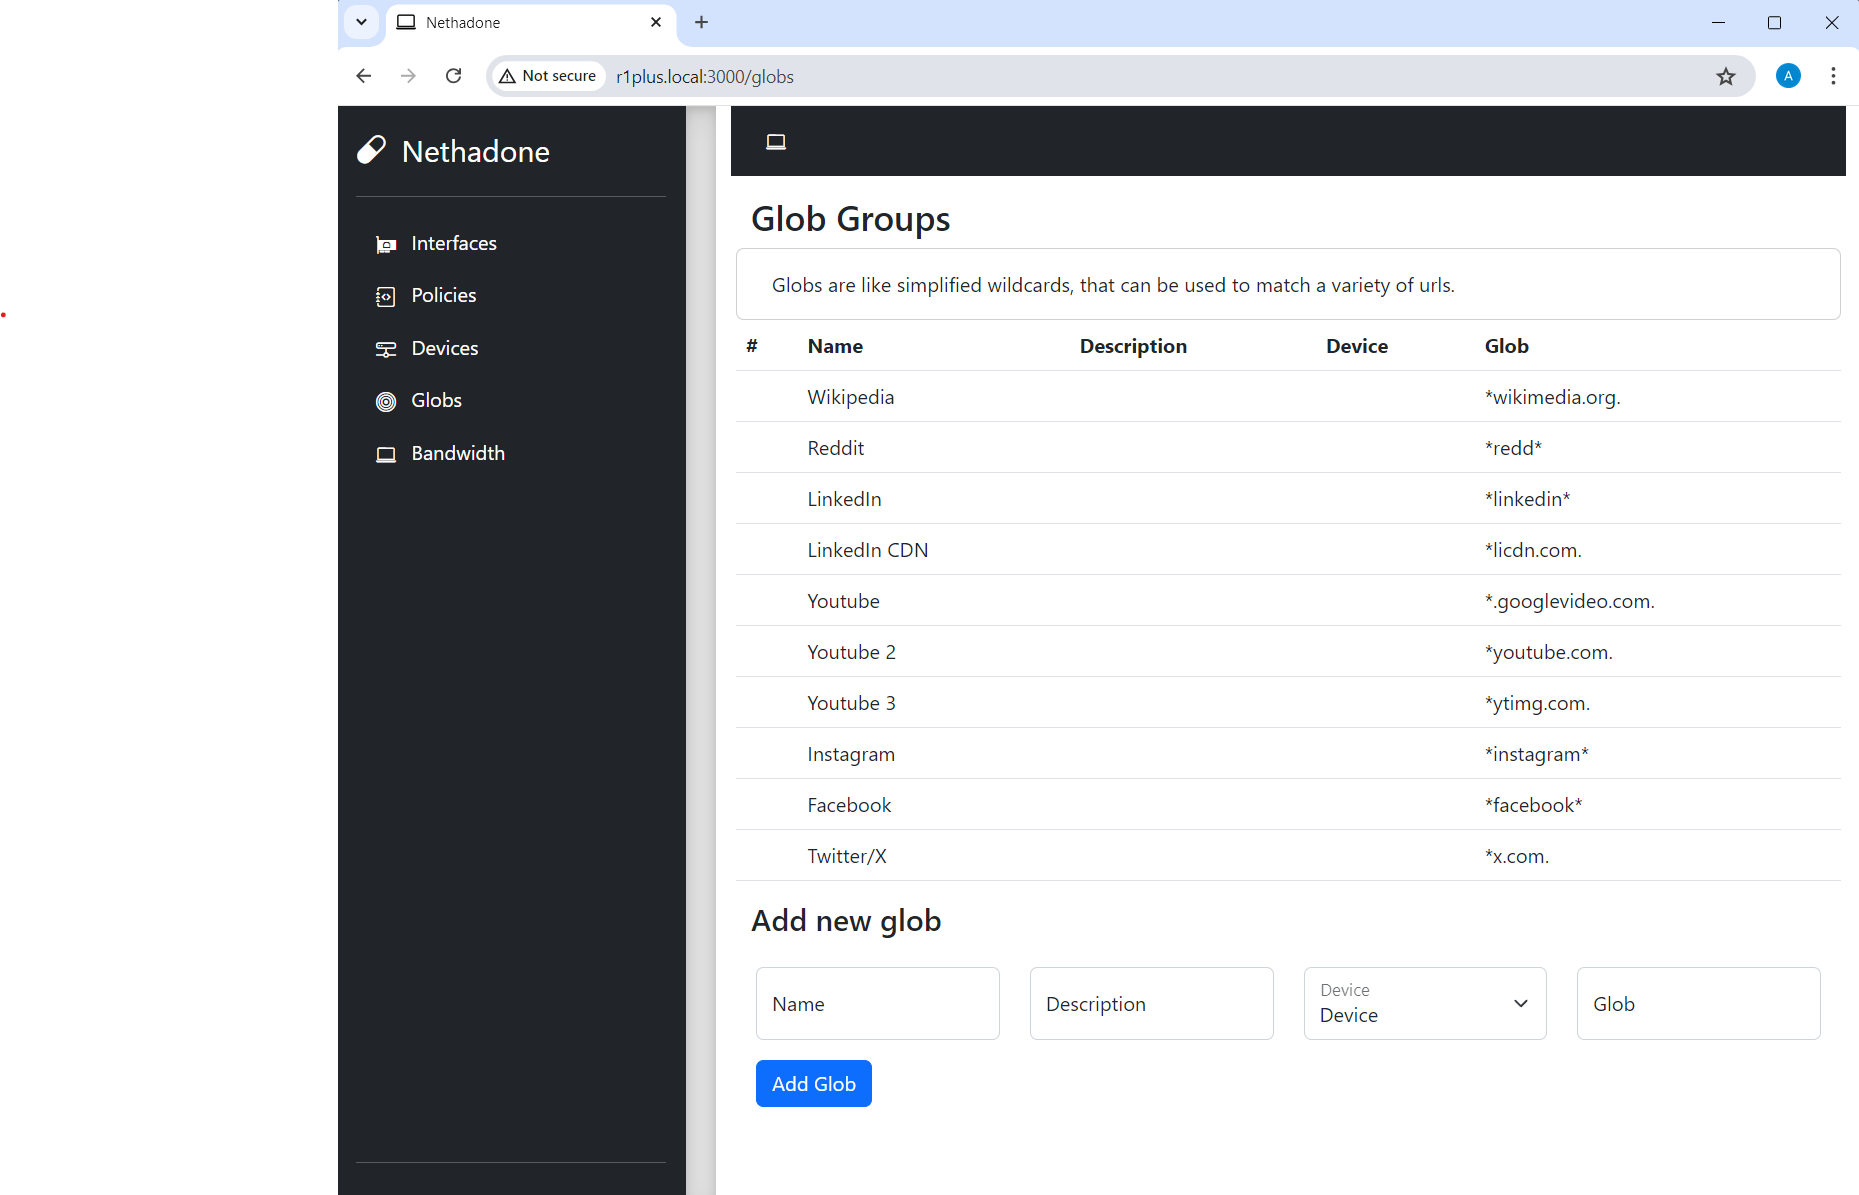 Nethadone
Not secure r1plus.local:3000/globs
A
Nethadone
Interfaces
Policies
Devices
Globs
Bandwidth
Glob Groups
Globs are like simplified wildcards, that can be used to match a variety of urls.
# Name Description Device Glob
Wikipedia *wikimedia.org.
Reddit *redd*
LinkedIn *linkedin*
LinkedIn CDN *licdn.com.
Youtube *.googlevideo.com.
Youtube 2 *youtube.com.
Youtube 3 *ytimg.com.
Instagram *instagram*
Facebook *facebook*
Twitter/X *x.com.
Add new glob
Name Description Device Device Glob
Add Glob